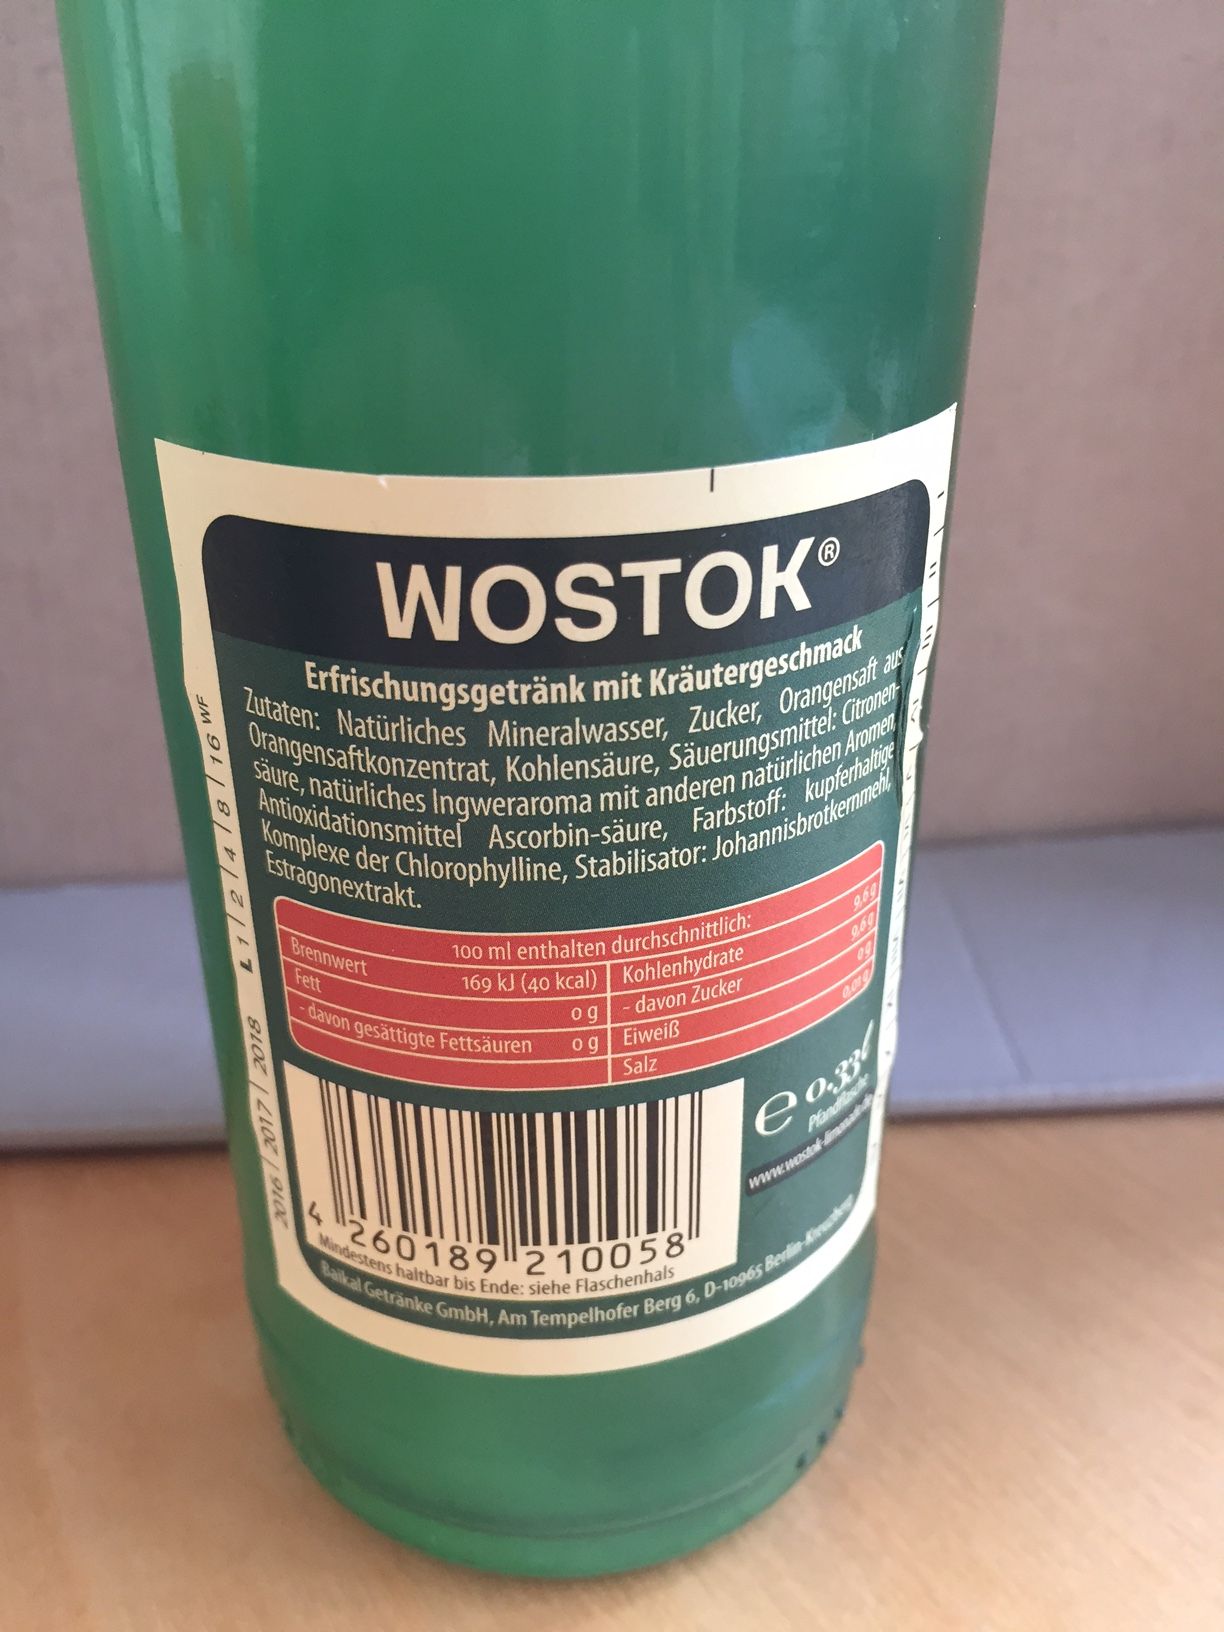 WOSTOK®
Erfrischungsgetränk mit Kräutergeschmack
Zutaten: Natürliches Mineralwasser, Zucker, Orangensaft aus
Orangensaftkonzentrat, Kohlensäure, Säuerungsmittel: Citronen-
säure, natürliches Ingweraroma mit anderen natürlichen Aromen,
Antioxidationsmittel Ascorbin-säure, Farbstoff: kupferhaltige
Komplexe der Chlorophylline, Stabilisator: Johannisbrotkernmehl,
Estragonextrakt.
100 ml enthalten durchschnittlich:
Brennwert 169 kJ (40 kcal)
Fett 0 g
- davon gesättigte Fettsäuren 0 g
Kohlenhydrate 9,6 g
- davon Zucker 9,6 g
Eiweiß 0 g
Salz 0,01 g
e 0.33 l
Pfandflasche
www.wostok-limonade.de
4 260189 210058
Mindestens haltbar bis Ende: siehe Flaschenhals
Baikal Getränke GmbH, Am Tempelhofer Berg 6, D-10965 Berlin-Kreuzberg
2016 | 2017 | 2018 L 1 | 2 | 4 | 8 | 16 WF